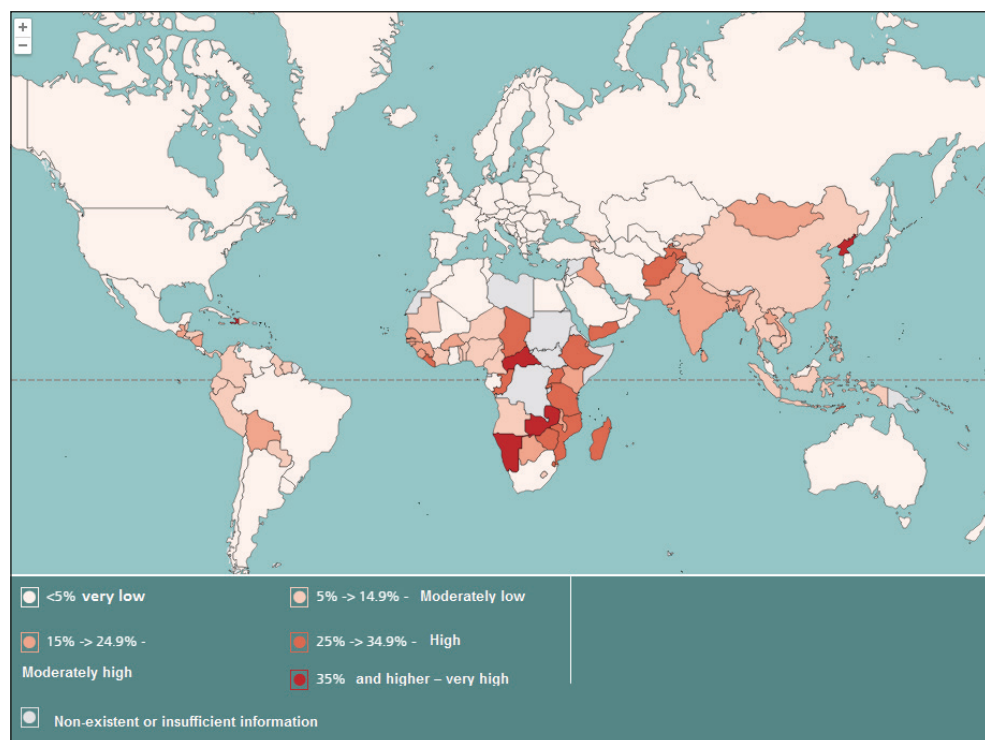 +
−
<5% very low
5% -> 14.9% - Moderately low
15% -> 24.9% -
Moderately high
25% -> 34.9% - High
35% and higher – very high
Non-existent or insufficient information